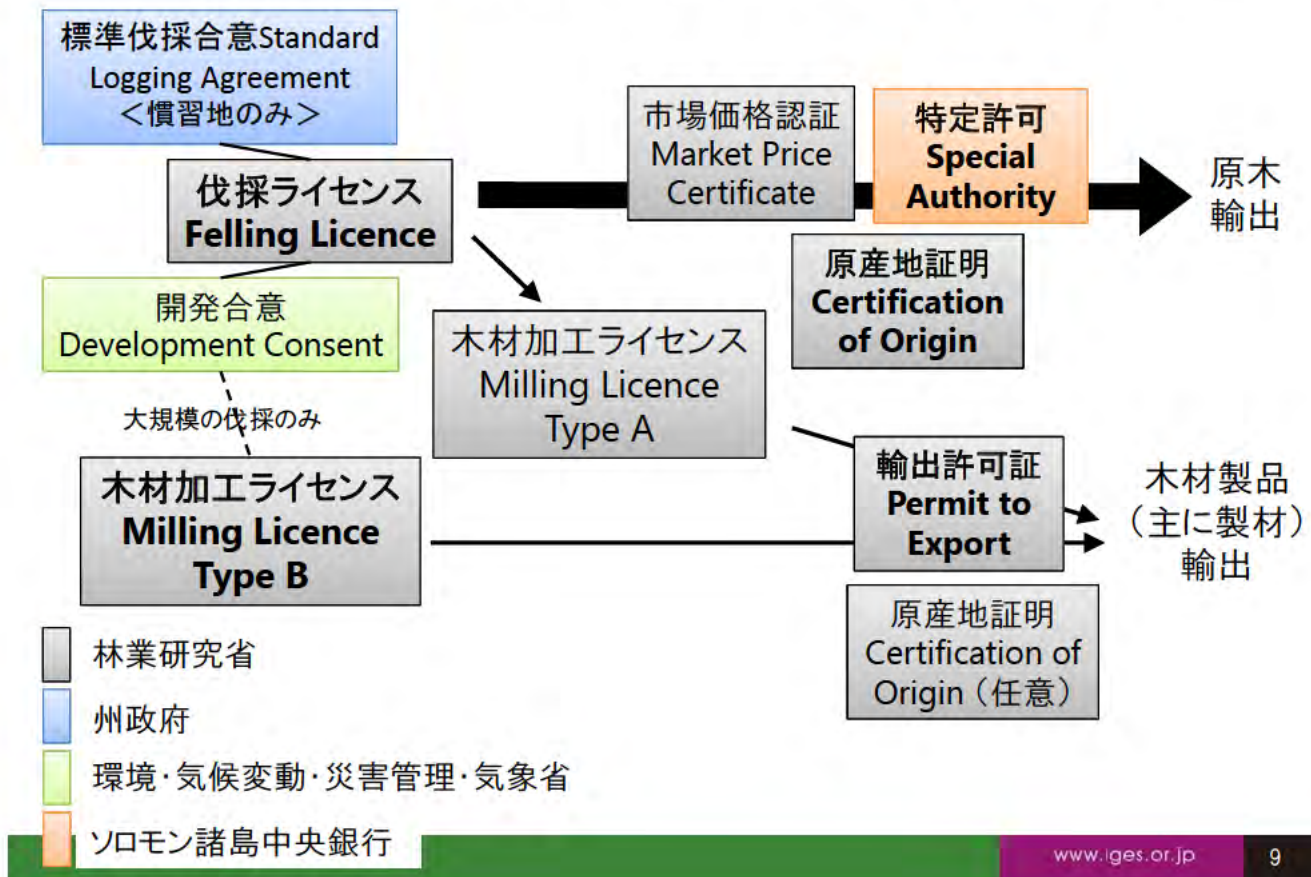 標準伐採合意Standard
Logging Agreement
＜慣習地のみ＞
伐採ライセンス
Felling Licence
開発合意
Development Consent
大規模の伐採のみ
木材加工ライセンス
Milling Licence
Type B
木材加工ライセンス
Milling Licence
Type A
市場価格認証
Market Price
Certificate
特定許可
Special
Authority
原木
輸出
原産地証明
Certification
of Origin
輸出許可証
Permit to
Export
木材製品
（主に製材）
輸出
原産地証明
Certification of
Origin（任意）
林業研究省
州政府
環境・気候変動・災害管理・気象省
ソロモン諸島中央銀行
www.iges.or.jp
9